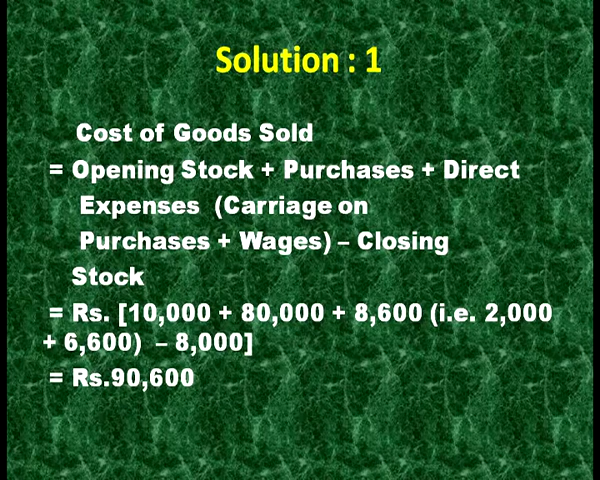 Solution : 1
Cost of Goods Sold
= Opening Stock + Purchases + Direct
Expenses (Carriage on
Purchases + Wages) – Closing
Stock
= Rs. [10,000 + 80,000 + 8,600 (i.e. 2,000
+ 6,600) – 8,000]
= Rs.90,600